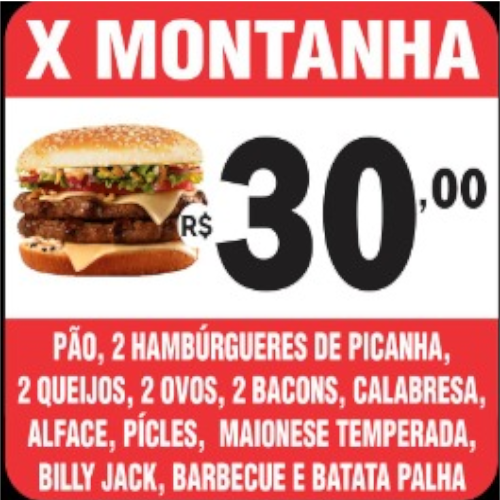 X MONTANHA
R$ 30,00
PÃO, 2 HAMBÚRGUERES DE PICANHA,
2 QUEIJOS, 2 OVOS, 2 BACONS, CALABRESA,
ALFACE, PÍCLES, MAIONESE TEMPERADA,
BILLY JACK, BARBECUE E BATATA PALHA